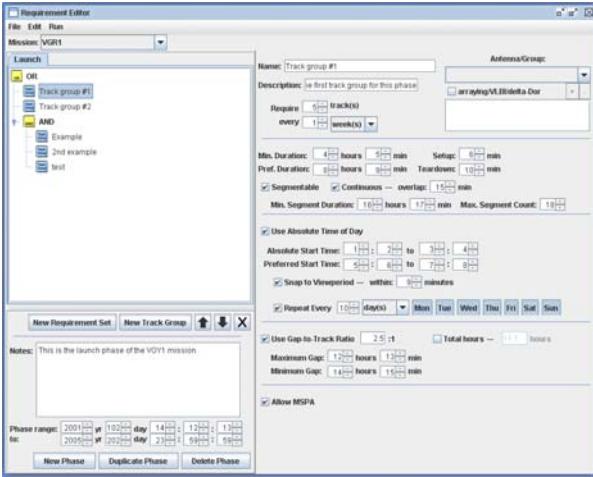 Requirement Editor
File Edit Run
Mission: VGR1
Launch
OR
Track group #1
Track group #2
AND
Example
2nd example
test
New Requirement Set New Track Group X
Notes: This is the launch phase of the VOY1 mission
Phase range: 2001 yr 102 day 14 : 12 : 13
to: 2005 yr 202 day 23 : 59 : 59
New Phase Duplicate Phase Delete Phase
Name: Track group #1
Description: first track group for this phase
Require 5 track(s)
every 1 week(s)
Antenna/Group:
arraying/VLBI/delta-Dor
Min. Duration: 4 hours 5 min Setup: 6 min
Pref. Duration: 8 hours 9 min Teardown: 10 min
Segmentable Continuous -- overlap: 15 min
Min. Segment Duration: 16 hours 17 min Max. Segment Count: 18
Use Absolute Time of Day
Absolute Start Time: 1 : 2 to 3 : 4
Preferred Start Time: 5 : 6 to 7 : 8
Snap to Viewperiod -- within: 9 minutes
Repeat Every 10 day(s) Mon Tue Wed Thu Fri Sat Sun
Use Gap-to-Track Ratio 2.5 :1 Total hours -- hours
Maximum Gap: 12 hours 13 min
Minimum Gap: 14 hours 15 min
Allow MSPA